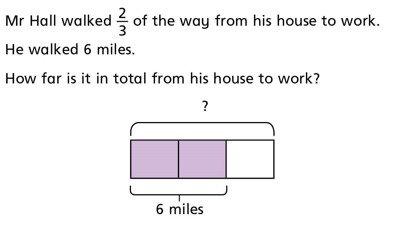 Mr Hall walked 2/3 of the way from his house to work.
He walked 6 miles.
How far is it in total from his house to work?
?
6 miles